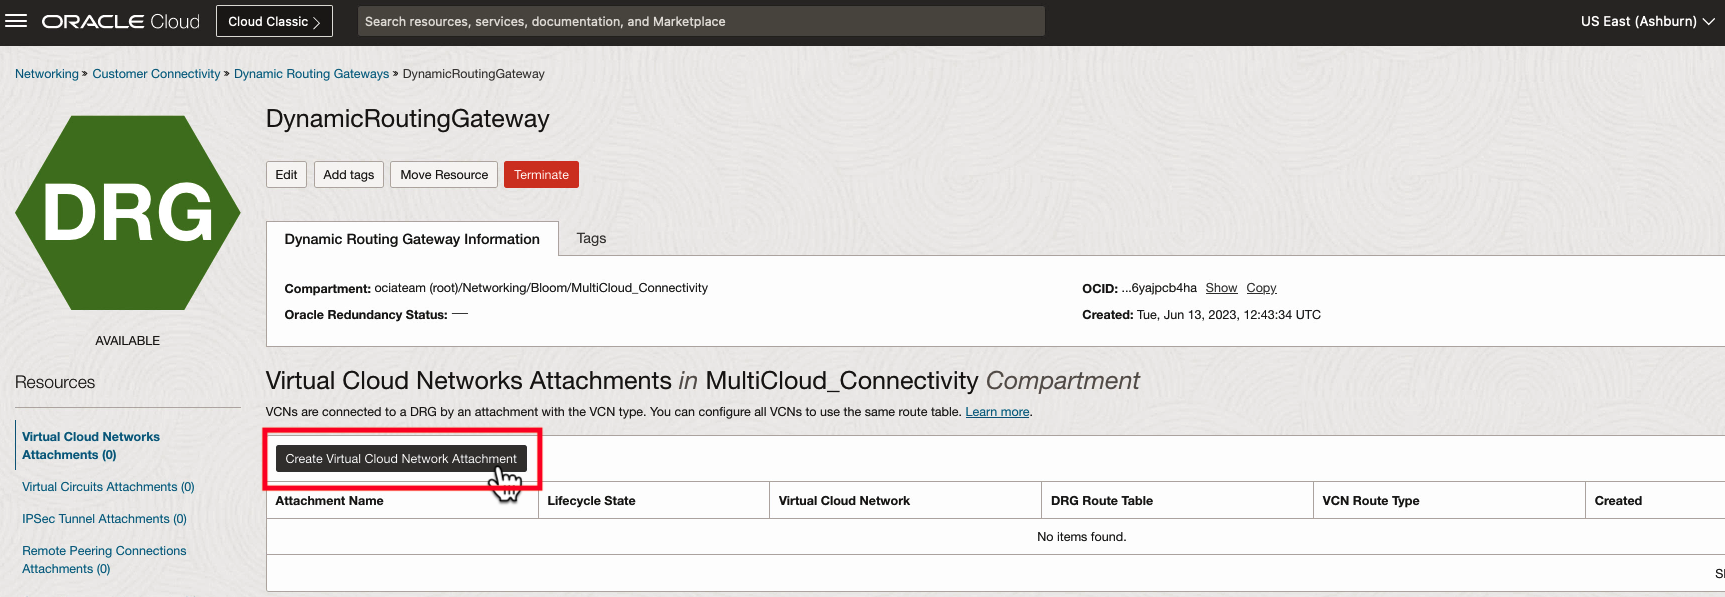 ORACLE Cloud
Cloud Classic
Search resources, services, documentation, and Marketplace
US East (Ashburn)
Networking » Customer Connectivity » Dynamic Routing Gateways » DynamicRoutingGateway
DRG
AVAILABLE
DynamicRoutingGateway
Edit
Add tags
Move Resource
Terminate
Dynamic Routing Gateway Information
Tags
Compartment: ociateam (root)/Networking/Bloom/MultiCloud_Connectivity
Oracle Redundancy Status: —
OCID: ...6yajpcb4ha Show Copy
Created: Tue, Jun 13, 2023, 12:43:34 UTC
Resources
Virtual Cloud Networks
Attachments (0)
Virtual Circuits Attachments (0)
IPSec Tunnel Attachments (0)
Remote Peering Connections
Attachments (0)
Virtual Cloud Networks Attachments in MultiCloud_Connectivity Compartment
VCNs are connected to a DRG by an attachment with the VCN type. You can configure all VCNs to use the same route table. Learn more.
Create Virtual Cloud Network Attachment
Attachment Name
Lifecycle State
Virtual Cloud Network
DRG Route Table
VCN Route Type
Created
No items found.